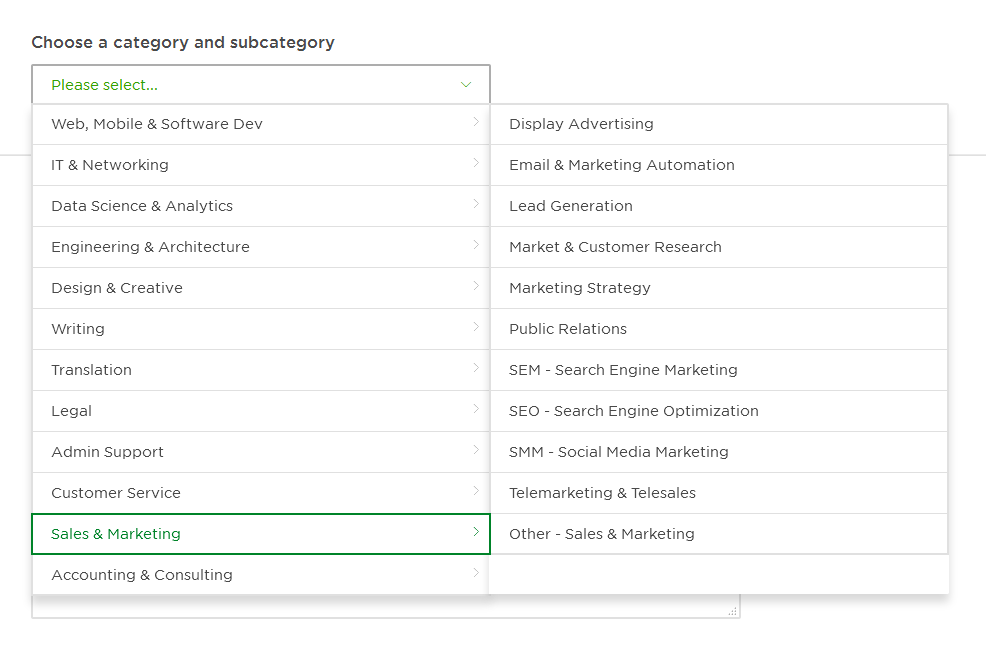 Choose a category and subcategory
Please select...
Web, Mobile & Software Dev
IT & Networking
Data Science & Analytics
Engineering & Architecture
Design & Creative
Writing
Translation
Legal
Admin Support
Customer Service
Sales & Marketing
Accounting & Consulting
Display Advertising
Email & Marketing Automation
Lead Generation
Market & Customer Research
Marketing Strategy
Public Relations
SEM - Search Engine Marketing
SEO - Search Engine Optimization
SMM - Social Media Marketing
Telemarketing & Telesales
Other - Sales & Marketing